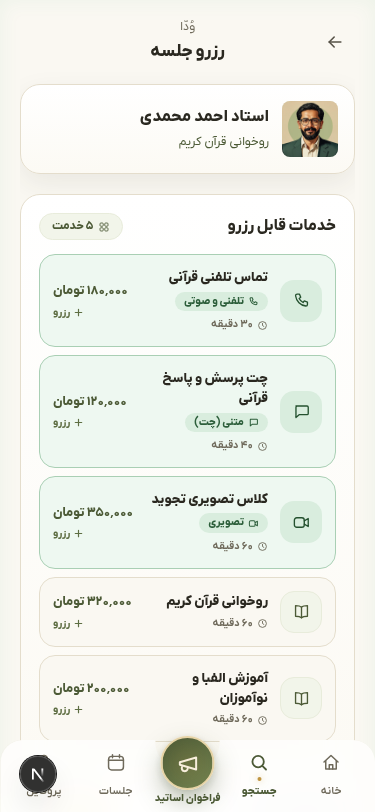 وُدّا
رزرو جلسه
استاد احمد محمدی
روخوانی قرآن کریم
خدمات قابل رزرو
۵ خدمت
تماس تلفنی قرآنی
تلفنی و صوتی
۳۰ دقیقه
۱۸۰,۰۰۰ تومان
+ رزرو
چت پرسش و پاسخ
قرآنی
متنی (چت)
۴۰ دقیقه
۱۲۰,۰۰۰ تومان
+ رزرو
کلاس تصویری تجوید
تصویری
۶۰ دقیقه
۳۵۰,۰۰۰ تومان
+ رزرو
روخوانی قرآن کریم
۶۰ دقیقه
۳۲۰,۰۰۰ تومان
+ رزرو
آموزش الفبا و
نوآموزان
۶۰ دقیقه
۲۰۰,۰۰۰ تومان
+ رزرو
خانه
جستجو
فراخوان اساتید
جلسات
N